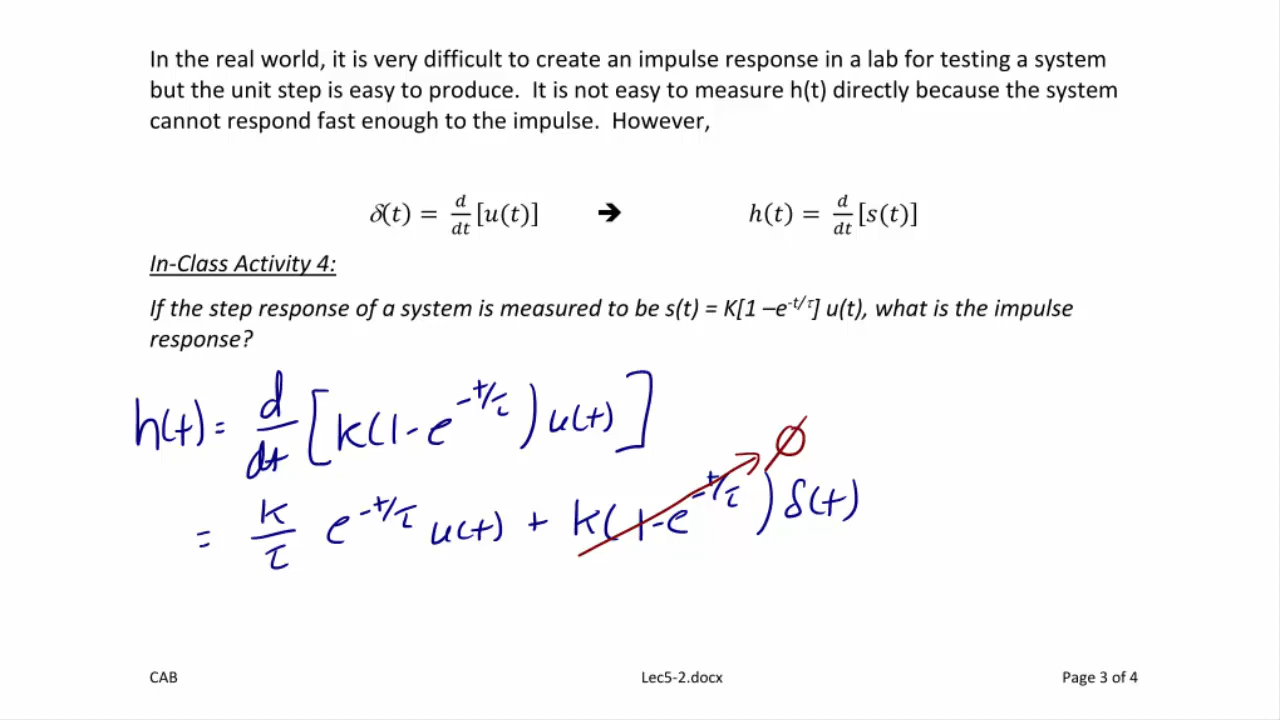 In the real world, it is very difficult to create an impulse response in a lab for testing a system
but the unit step is easy to produce.  It is not easy to measure h(t) directly because the system
cannot respond fast enough to the impulse.  However,
δ(t) = d/dt [u(t)] ➔ h(t) = d/dt [s(t)]
In-Class Activity 4:
If the step response of a system is measured to be s(t) = K[1 –e^-t/τ] u(t), what is the impulse
response?
h(t) = d/dt [K(1-e^-t/τ) u(t)]
= K/τ e^-t/τ u(t) + K(1-e^-t/τ) δ(t) ∅
CAB Lec5-2.docx Page 3 of 4